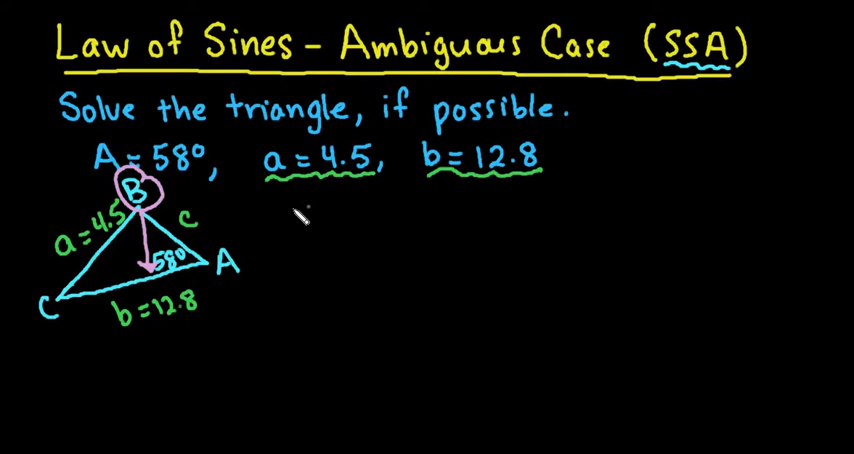 Law of Sines - Ambiguous Case (SSA)
Solve the triangle, if possible.
A = 58°, a = 4.5, b = 12.8
B
a = 4.5
c
58°
A
C
b = 12.8